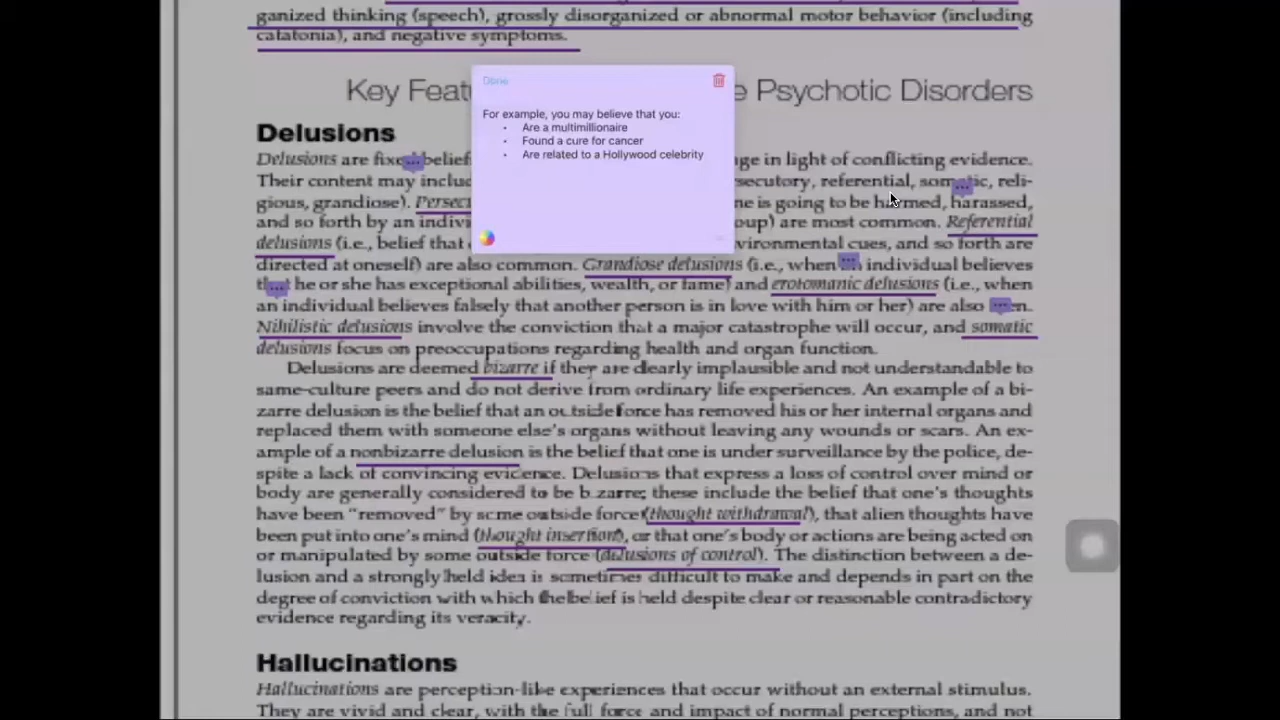 ganized thinking (speech), grossly disorganized or abnormal motor behavior (including
catatonia), and negative symptoms.
Key Feat e Psychotic Disorders
Done
For example, you may believe that you:
• Are a multimillionaire
• Found a cure for cancer
• Are related to a Hollywood celebrity
Delusions
Delusions are fixed belief ge in light of conflicting evidence.
Their content may includ secutory, referential, somatic, reli-
gious, grandiose). Persec ne is going to be harmed, harassed,
and so forth by an indivi oup) are most common. Referential
delusions (i.e., belief that vironmental cues, and so forth are
directed at oneself) are also common. Grandiose delusions (i.e., when individual believes
that he or she has exceptional abilities, wealth, or fame) and erotomanic delusions (i.e., when
an individual believes falsely that another person is in love with him or her) are also en.
Nihilistic delusions involve the conviction that a major catastrophe will occur, and somatic
delusions focus on preoccupations regarding health and organ function.
Delusions are deemed bizarre if they are clearly implausible and not understandable to
same-culture peers and do not derive from ordinary life experiences. An example of a bi-
zarre delusion is the belief that an outside force has removed his or her internal organs and
replaced them with someone else's organs without leaving any wounds or scars. An ex-
ample of a nonbizarre delusion is the belief that one is under surveillance by the police, de-
spite a lack of convincing evidence. Delusions that express a loss of control over mind or
body are generally considered to be bizarre; these include the belief that one's thoughts
have been "removed" by some outside force (thought withdrawal), that alien thoughts have
been put into one's mind (thought insertion), or that one's body or actions are being acted on
or manipulated by some outside force (delusions of control). The distinction between a de-
lusion and a strongly held idea is sometimes difficult to make and depends in part on the
degree of conviction with which the belief is held despite clear or reasonable contradictory
evidence regarding its veracity.
Hallucinations
Hallucinations are perception-like experiences that occur without an external stimulus.
They are vivid and clear, with the full force and impact of normal perceptions, and not